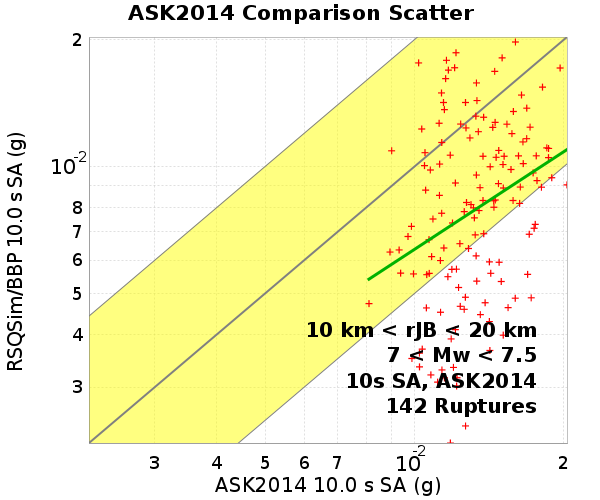 ASK2014 Comparison Scatter
RSQSim/BBP 10.0 s SA (g)
2
10-2
8
7
6
5
4
3
10 km < rJB < 20 km
7 < Mw < 7.5
10s SA, ASK2014
142 Ruptures
3 4 5 6 7 10-2 2
ASK2014 10.0 s SA (g)